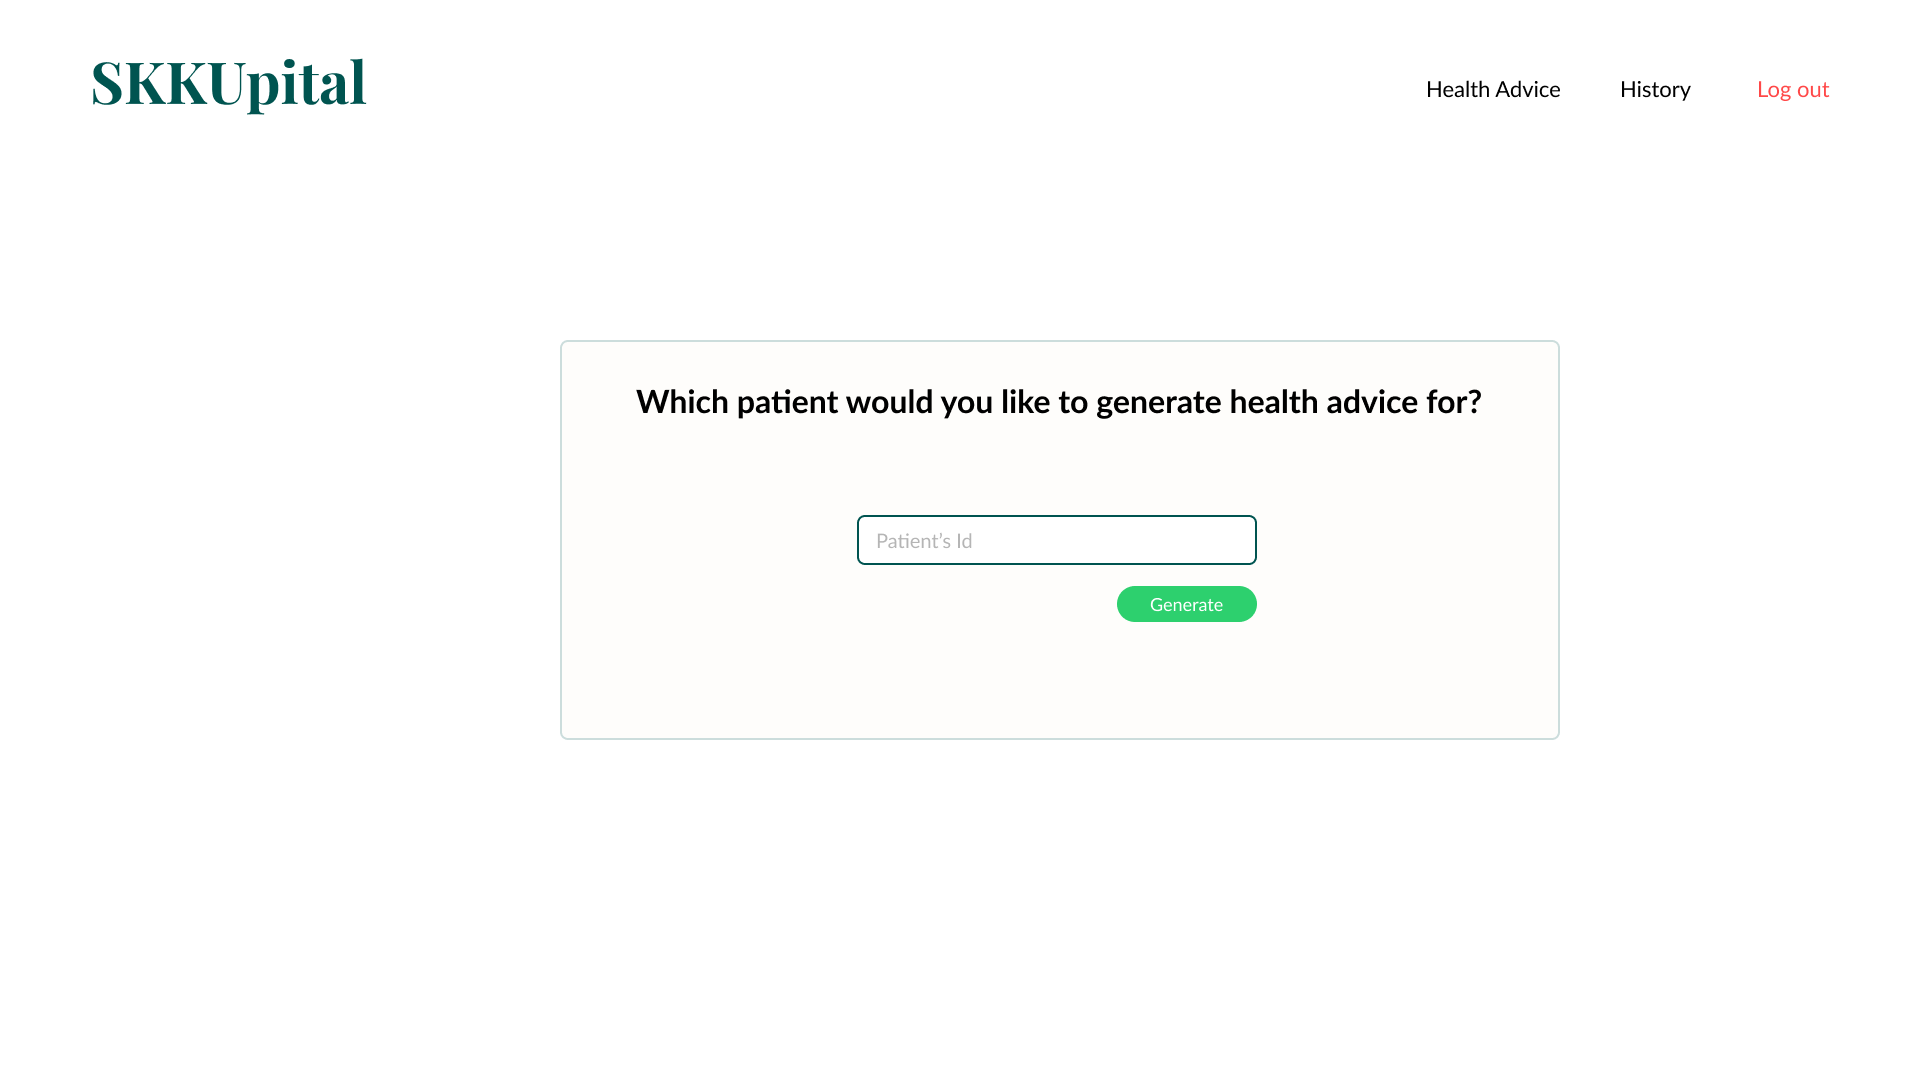 SKKUpital
Health Advice
History
Log out
Which patient would you like to generate health advice for?
Patient's Id
Generate